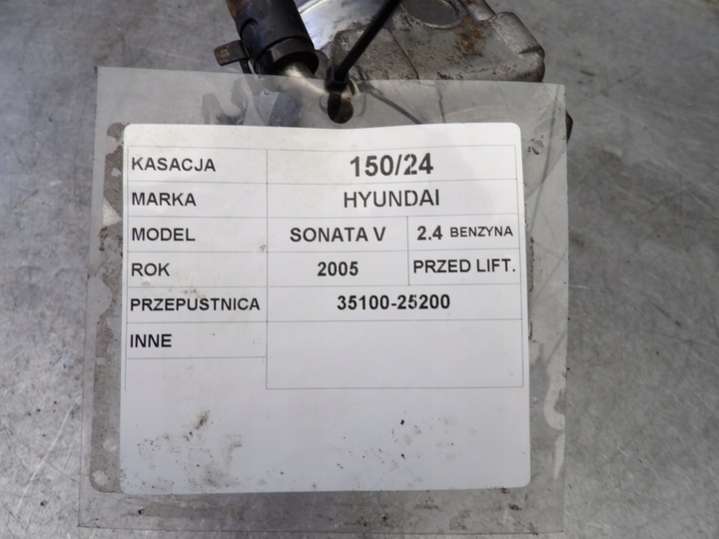 KASACJA 150/24
MARKA HYUNDAI
MODEL SONATA V 2.4 BENZYNA
ROK 2005 PRZED LIFT.
PRZEPUSTNICA 35100-25200
INNE